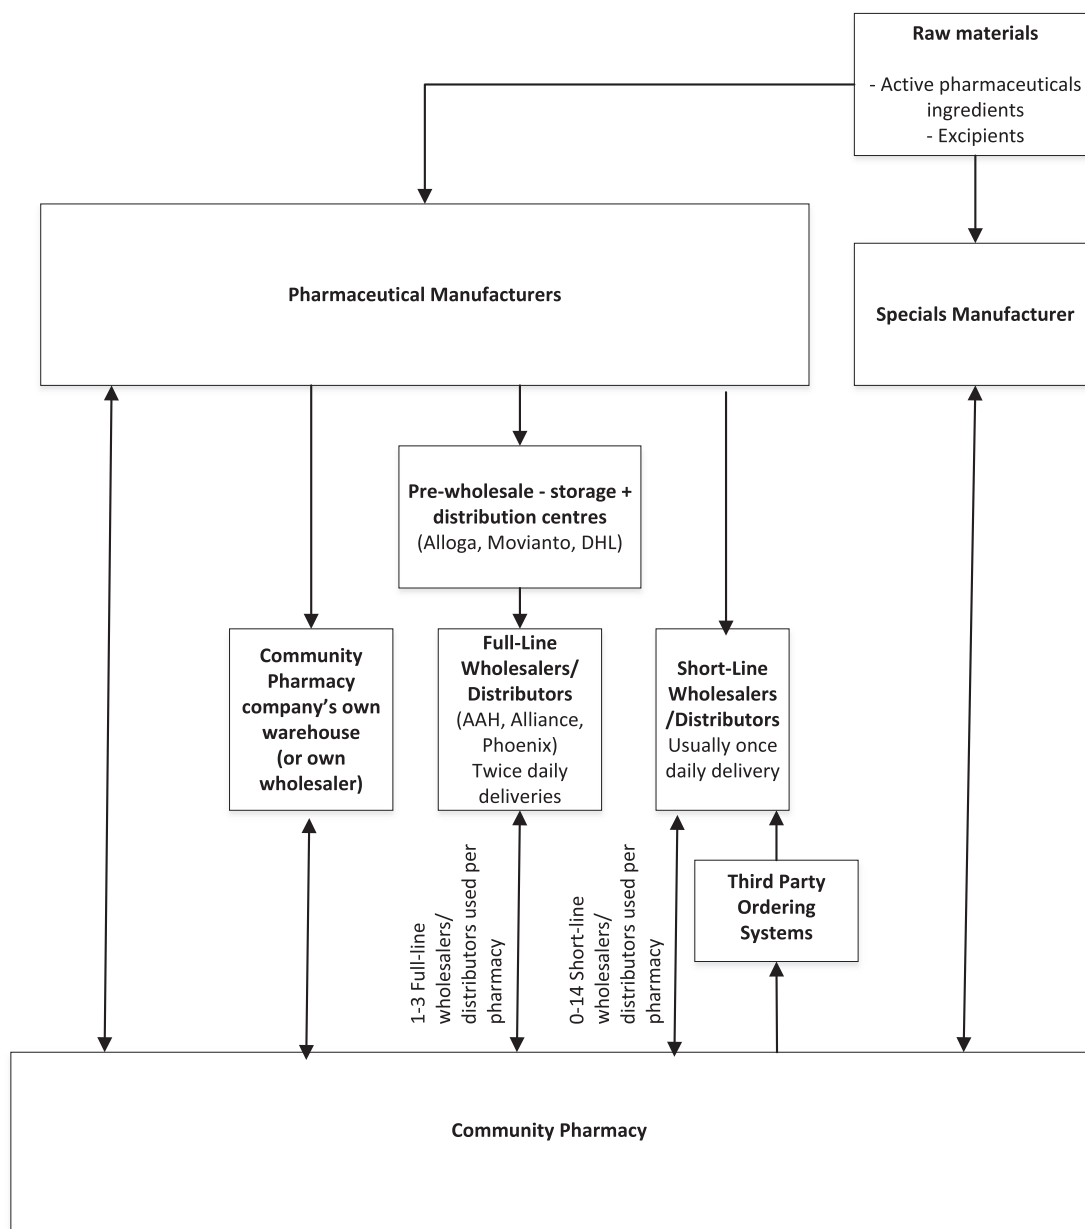 Raw materials
- Active pharmaceuticals
ingredients
- Excipients
Pharmaceutical Manufacturers
Specials Manufacturer
Pre-wholesale - storage +
distribution centres
(Alloga, Movianto, DHL)
Community
Pharmacy
company’s own
warehouse
(or own
wholesaler)
Full-Line
Wholesalers/
Distributors
(AAH, Alliance,
Phoenix)
Twice daily
deliveries
Short-Line
Wholesalers
/Distributors
Usually once
daily delivery
1-3 Full-line
wholesalers/
distributors used per
pharmacy
0-14 Short-line
wholesalers/
distributors used per
pharmacy
Third Party
Ordering
Systems
Community Pharmacy